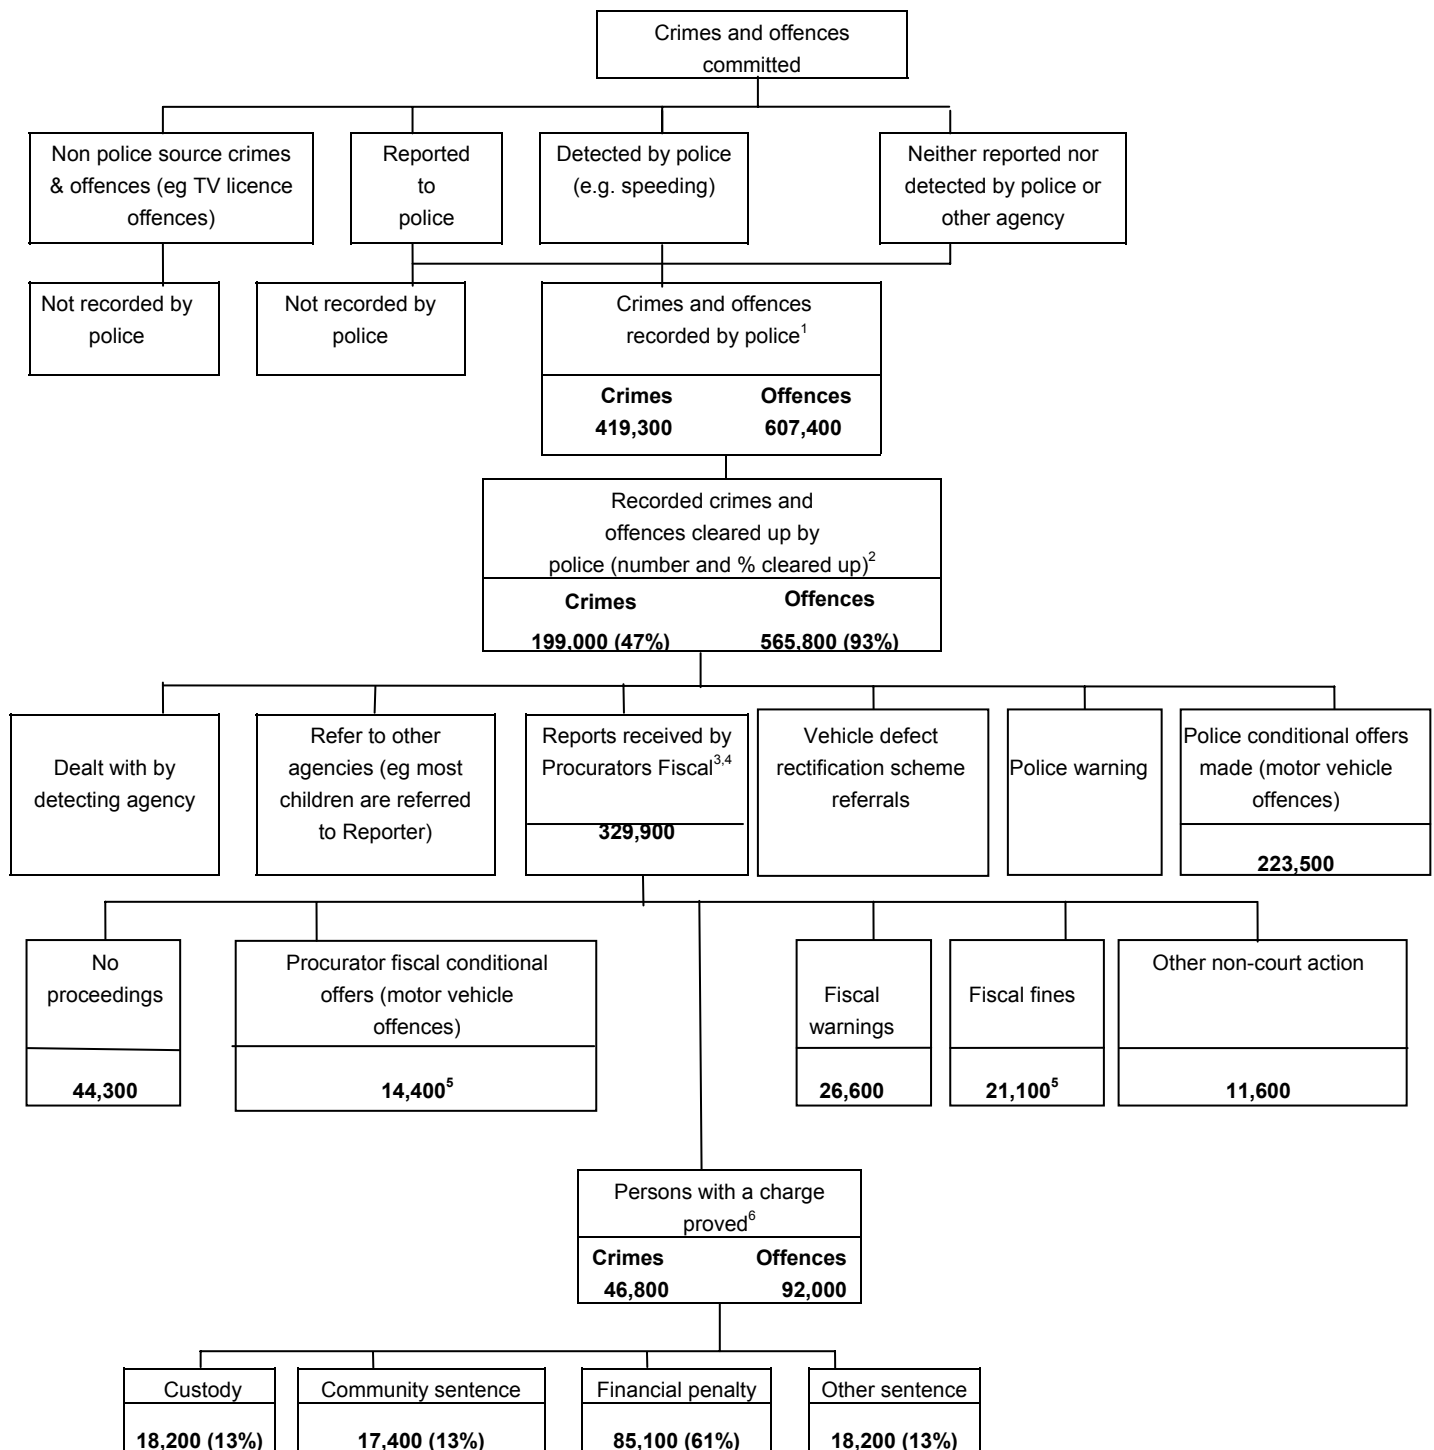 Crimes and offences
committed
Non police source crimes
& offences (eg TV licence
offences)
Reported
to
police
Detected by police
(e.g. speeding)
Neither reported nor
detected by police or
other agency
Not recorded by
police
Not recorded by
police
Crimes and offences
recorded by police1
Crimes Offences
419,300 607,400
Recorded crimes and
offences cleared up by
police (number and % cleared up)2
Crimes Offences
199,000 (47%) 565,800 (93%)
Dealt with by
detecting agency
Refer to other
agencies (eg most
children are referred
to Reporter)
Reports received by
Procurators Fiscal3,4
329,900
Vehicle defect
rectification scheme
referrals
Police warning
Police conditional offers
made (motor vehicle
offences)
223,500
No
proceedings
44,300
Procurator fiscal conditional
offers (motor vehicle
offences)
14,4005
Fiscal
warnings
26,600
Fiscal fines
21,1005
Other non-court action
11,600
Persons with a charge
proved6
Crimes Offences
46,800 92,000
Custody
18,200 (13%)
Community sentence
17,400 (13%)
Financial penalty
85,100 (61%)
Other sentence
18,200 (13%)